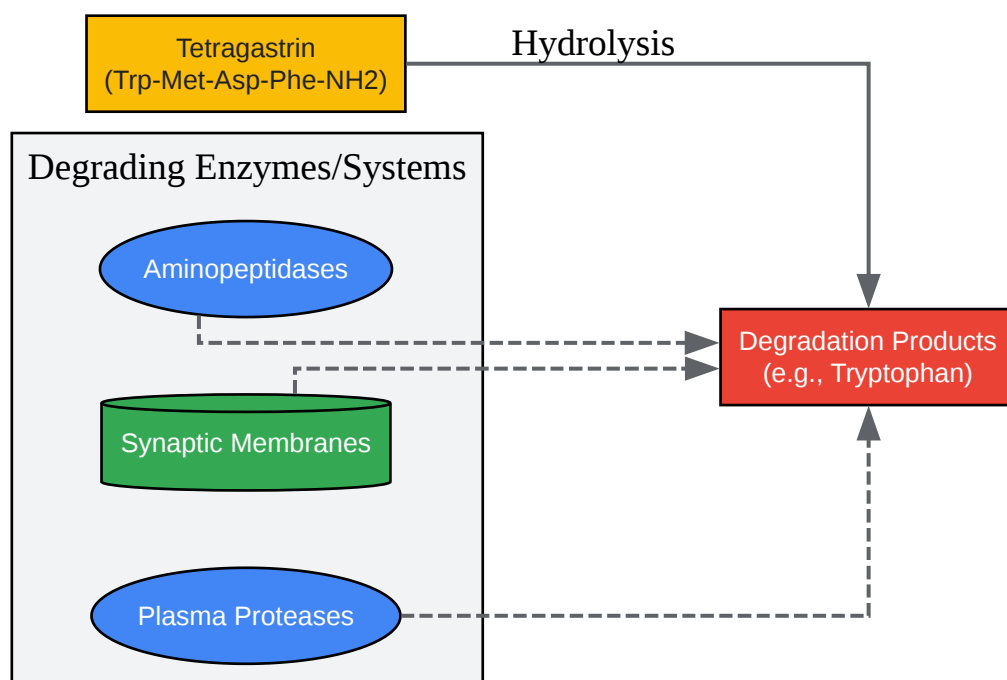 Tetragastrin
(Trp-Met-Asp-Phe-NH2)
Hydrolysis
Degrading Enzymes/Systems
Aminopeptidases
Degradation Products
(e.g., Tryptophan)
Synaptic Membranes
Plasma Proteases